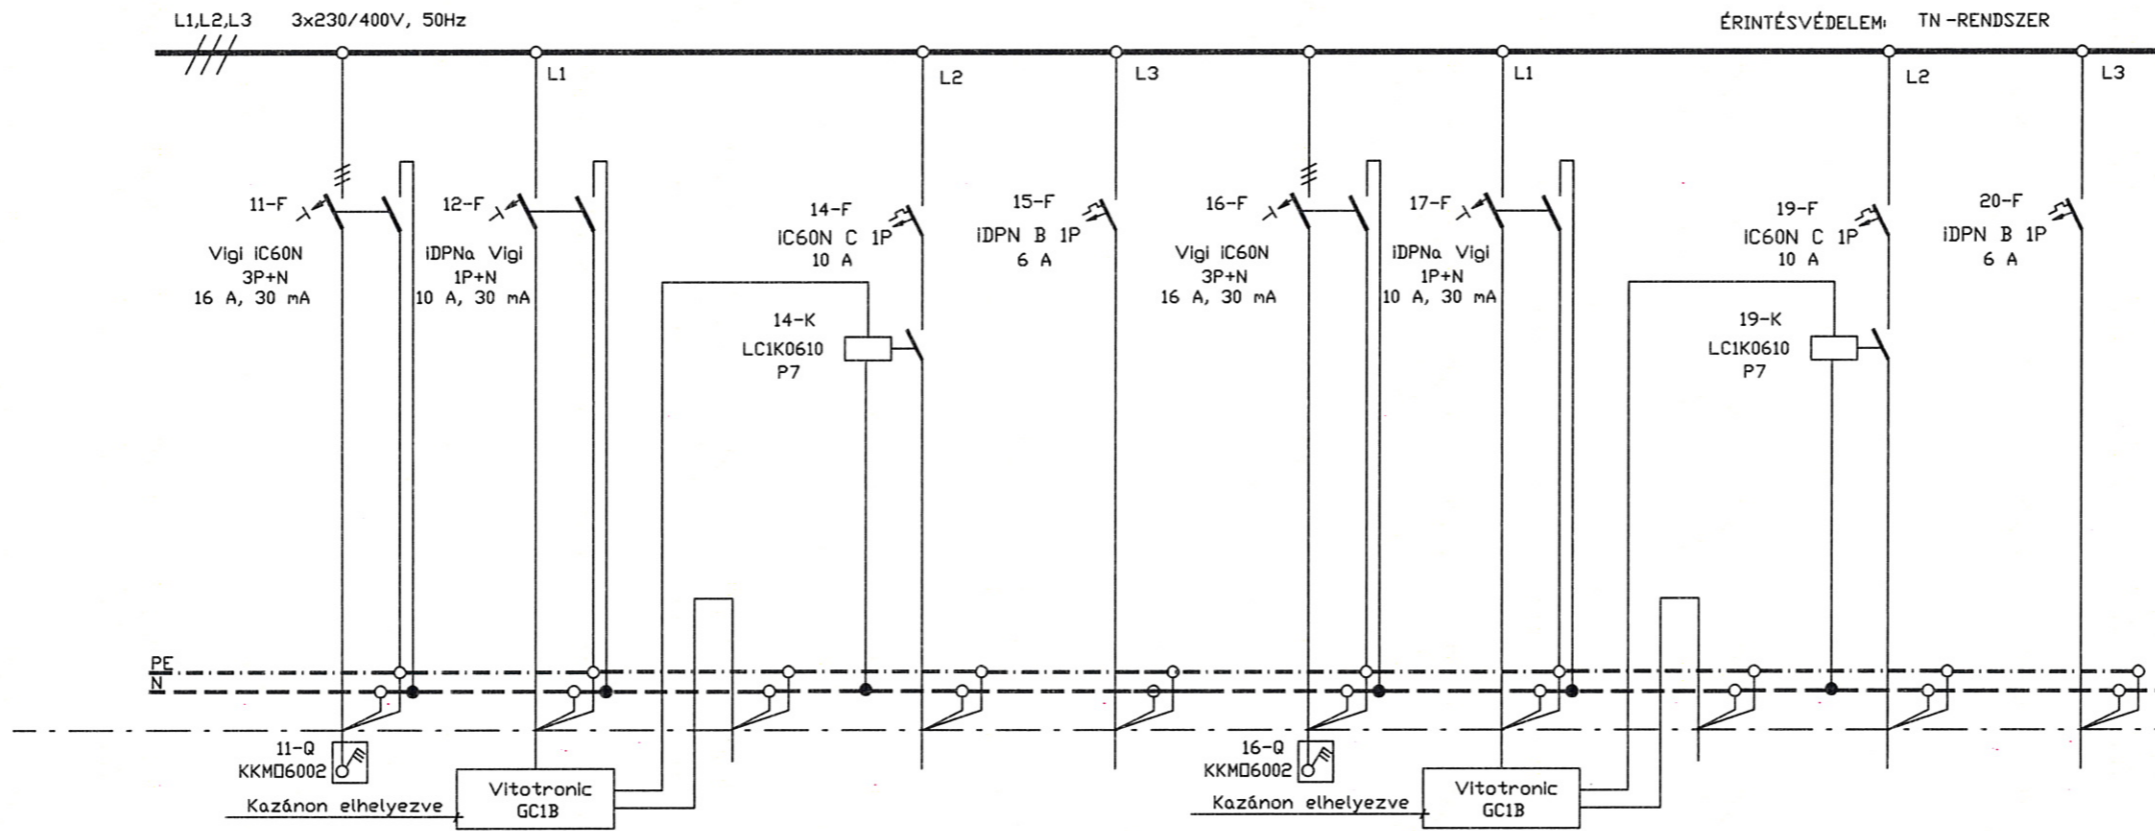 L1,L2,L3 3x230/400V, 50Hz
ÉRINTÉSVÉDELEM: TN-RENDSZER
L1
L2
L3
L1
L2
L3
11-F
Vigi iC60N
3P+N
16 A, 30 mA
12-F
iDPNa Vigi
1P+N
10 A, 30 mA
14-F
iC60N C 1P
10 A
14-K
LC1K0610
P7
15-F
iDPN B 1P
6 A
16-F
Vigi iC60N
3P+N
16 A, 30 mA
17-F
iDPNa Vigi
1P+N
10 A, 30 mA
19-F
iC60N C 1P
10 A
19-K
LC1K0610
P7
20-F
iDPN B 1P
6 A
PE
N
11-Q
KKM□6002
Vitotronic
GC1B
Kazánon elhelyezve
16-Q
KKM□6002
Vitotronic
GC1B
Kazánon elhelyezve